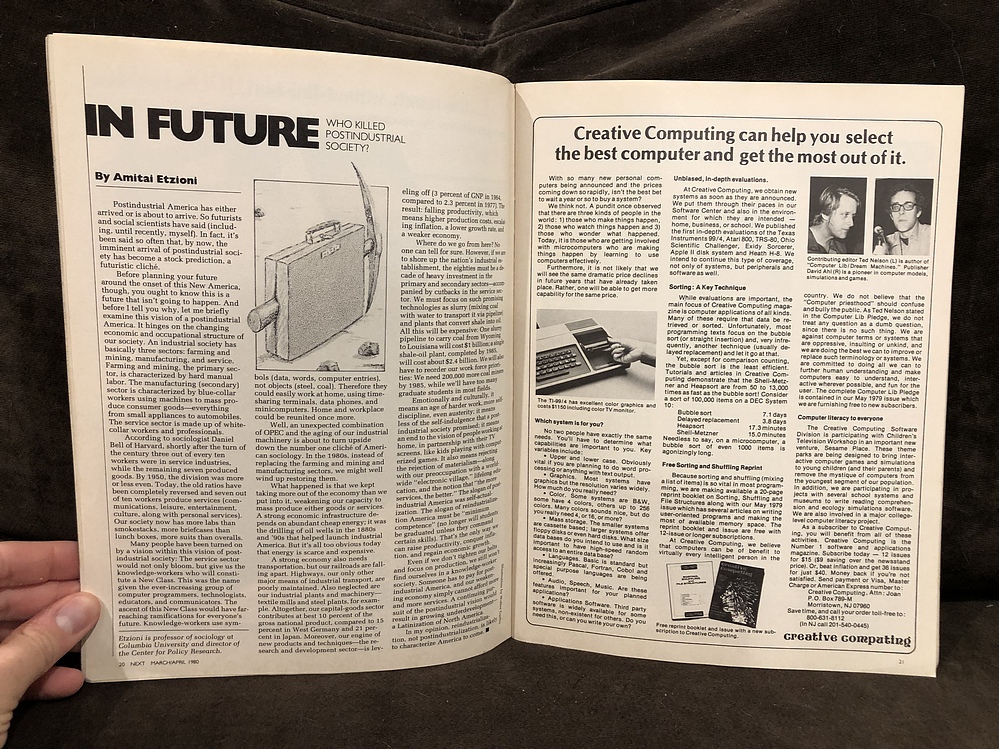 IN FUTURE
WHO KILLED
POSTINDUSTRIAL
SOCIETY?
By Amitai Etzioni
Postindustrial America has either
arrived or is about to arrive. So futurists
and social scientists have said (includ-
ing, until recently, myself). In fact, it's
been said so often that, by now, the
imminent arrival of postindustrial soci-
ety has become a stock prediction, a
futuristic cliché.
Before planning your future
around the onset of this New America,
though, you ought to know this is a
future that isn't going to happen. And
before I tell you why, let me briefly
examine this vision of a postindustrial
America. It hinges on the changing
economic and occupational structure of
our society. An industrial society has
basically three sectors: farming and
mining, manufacturing, and service.
Farming and mining, the primary sec-
tor, is characterized by hard manual
labor. The manufacturing (secondary)
sector is characterized by blue-collar
workers using machines to mass pro-
duce consumer goods—everything
from small appliances to automobiles.
The service sector is made up of white-
collar workers and professionals.
According to sociologist Daniel
Bell of Harvard, shortly after the turn of
the century three out of every ten
workers were in service industries,
while the remaining seven produced
goods. By 1950, the division was more
or less even. Today, the old ratios have
been completely reversed and seven out
of ten workers produce services (com-
munications, leisure, entertainment,
culture, along with personal services).
Our society now has more labs than
smokestacks, more briefcases than
lunch boxes, more suits than overalls.
Many people have been turned on
by a vision within this vision of post-
industrial society: The service sector
would not only bloom, but give us the
knowledge-workers who will consti-
tute a New Class. This was the name
given the ever-increasing group of
computer programmers, technologists,
educators, and communicators. The
ascent of this New Class would have far-
reaching ramifications for everyone's
future. Knowledge-workers use sym-
Etzioni is professor of sociology at
Columbia University and director of
the Center for Policy Research.
20 NEXT MARCH/APRIL 1980
bols (data, words, computer entries),
not objects (steel, coal). Therefore they
could easily work at home, using time-
sharing terminals, data phones, and
minicomputers. Home and workplace
could be reunited once more.
Well, an unexpected combination
of OPEC and the aging of our industrial
machinery is about to turn upside
down the number one cliché of Ameri-
can sociology. In the 1980s, instead of
replacing the farming and mining and
manufacturing sectors, we might well
wind up restoring them.
What happened is that we kept
taking more out of the economy than we
put into it, weakening our capacity to
mass produce either goods or services.
A strong economic infrastructure de-
pends on abundant cheap energy; it was
the drilling of oil wells in the 1880s
and '90s that helped launch industrial
America. But it's all too obvious today
that energy is scarce and expensive.
A strong economy also needs
transportation, but our railroads are fall-
ing apart. Highways, our only other
major means of industrial transport, are
poorly maintained. Also neglected are
our industrial plants and machinery—
textile mills and steel plants, for exam-
ple. Altogether, our capital-goods sector
contributes at best 10 percent of the
gross national product, compared to 15
percent in West Germany and 21 per-
cent in Japan. Moreover, our engine of
new products and techniques—the re-
search and development sector—is lev-
eling off (3 percent of GNP in 1964,
compared to 2.3 percent in 1977). The
result: falling productivity, which
means higher production costs, escalat-
ing inflation, a lower growth rate, and
a weaker economy.
Where do we go from here? No
one can tell for sure. However, if we are
to shore up the nation's industrial es-
tablishment, the eighties must be a de-
cade of heavy investment in the
primary and secondary sectors—accom-
panied by cutbacks in the service sec-
tor. We must focus on such promising
technologies as slurry (mixing coal
with water to transport it via pipeline)
and plants that convert shale into oil.
All this will be expensive: One slurry
pipeline to carry coal from Wyoming
to Louisiana will cost $1 billion; a single
shale-oil plant, completed by 1985,
will cost about $2.4 billion. We will also
have to reorder our work force priori-
ties: We need 200,000 more coal miners
by 1985, while we will have too many
graduate students in most fields.
Emotionally and culturally, it
means an age of harder work, more self-
discipline, even austerity; it means
less of the self-indulgence that a post-
industrial society promised; it means
an end to the vision of people working at
home, in partnership with their TV
screens, like kids playing with comput-
erized games. It also means rejecting
the rejection of materialism—along
with our preoccupation with a world-
wide "electronic village," lifelong edu-
cation, and the notion that "the more
services, the better." The slogan of post-
industrial America was self-actual-
ization. The slogan of reindustrializa-
tion America must be "minimum
competence" (no longer will students
be graduated unless they command
certain skills). That's the only way we
can raise productivity, conquer infla-
tion, and regain economic growth.
Even if we don't tighten our belts
and focus on production, we still won't
find ourselves in a knowledge-worker
society. Someone has to pay for post-
industrial America, and our weaken-
ing economy simply cannot afford more
and more services. A continuing pur-
suit of the postindustrial vision would
result in growing underdevelopment—
a Latinization of North America.
In my opinion, reindustrializa-
tion, not postindustrialization, is likely
to characterize America to come.
Creative Computing can help you select
the best computer and get the most out of it.
With so many new personal com-
puters being announced and the prices
coming down so rapidly, isn't the best bet
to wait a year or so to buy a system?
We think not. A pundit once observed
that there are three kinds of people in the
world: 1) those who make things happen,
2) those who watch things happen and 3)
those who wonder what happened.
Today, it is those who are getting involved
with microcomputers who are making
things happen by learning to use
computers effectively.
Furthermore, it is not likely that we
will see the same dramatic price declines
in future years that have already taken
place. Rather, one will be able to get more
capability for the same price.
The TI-99/4 has excellent color graphics and
costs $1150 including color TV monitor.
Which system is for you?
No two people have exactly the same
needs. You'll have to determine what
capabilities are important to you. Key
variables include:
• Upper and lower case. Obviously
vital if you are planning to do word pro-
cessing or anything with text output.
• Graphics. Most systems have
graphics but the resolution varies widely.
How much do you really need?
• Color. Some systems are B&W,
some have 4 colors, others up to 256
colors. Many colors sounds nice, but do
you really need 4, or 16, or more?
• Mass storage. The smaller systems
are cassette based; larger systems offer
floppy disks or even hard disks. What size
data bases do you intend to use and is it
important to have high-speed random
access to an entire data base?
• Languages. Basic is standard but
increasingly Pascal, Fortran, Cobol and
special purpose languages are being
offered.
• Audio, Speech, Music. Are these
features important for your planned
applications?
• Applications Software. Third party
software is widely available for some
systems, non-existent for others. Do you
need this, or can you write your own?
Unbiased, in-depth evaluations.
At Creative Computing, we obtain new
systems as soon as they are announced.
We put them through their paces in our
Software Center and also in the environ-
ment for which they are intended —
home, business, or school. We published
the first in-depth evaluations of the Texas
Instruments 99/4, Atari 800, TRS-80, Ohio
Scientific Challenger, Exidy Sorcerer,
Apple II disk system and Heath H-8. We
intend to continue this type of coverage,
not only of systems, but peripherals and
software as well.
Sorting: A Key Technique
While evaluations are important, the
main focus of Creative Computing maga-
zine is computer applications of all kinds.
Many of these require that data be re-
trieved or sorted. Unfortunately, most
programming texts focus on the bubble
sort (or straight insertion) and, very infre-
quently, another technique (usually de-
layed replacement) and let it go at that.
Yet, except for comparison counting,
the bubble sort is the least efficient.
Tutorials and articles in Creative Com-
puting demonstrate that the Shell-Metz-
ner and Heapsort are from 50 to 13,000
times as fast as the bubble sort! Consider
a sort of 100,000 items on a DEC System
10:
Bubble sort 7.1 days
Delayed replacement 3.8 days
Heapsort 17.3 minutes
Shell-Metzner 15.0 minutes
Needless to say, on a microcomputer, a
bubble sort of even 1000 items is
agonizingly long.
Free Sorting and Shuffling Reprint
Because sorting and shuffling (mixing
a list of items) is so vital in most program-
ming, we are making available a 20-page
reprint booklet on Sorting, Shuffling and
File Structures along with our May 1979
issue which has several articles on writing
user-oriented programs and making the
most of available memory space. The
reprint booklet and issue are free with
12-issue or longer subscriptions.
At Creative Computing, we believe
that computers can be of benefit to
virtually every intelligent person in the
Free reprint booklet and issue with a new sub-
scription to Creative Computing.
Contributing editor Ted Nelson (L) is author of
"Computer Lib/Dream Machines." Publisher
David Ahl (R) is a pioneer in computer models,
simulations and games.
country. We do not believe that the
"Computer priesthood" should confuse
and bully the public. As Ted Nelson stated
in the Computer Lib Pledge, we do not
treat any question as a dumb question,
since there is no such thing. We are
against computer terms or systems that
are oppressive, insulting or unkind, and
we are doing the best we can to improve or
replace such terminology or systems. We
are committed to doing all we can to
further human understanding and make
computers easy to understand, inter-
active wherever possible, and fun for the
user. The complete Computer Lib Pledge
is contained in our May 1979 issue which
we are furnishing free to new subscribers.
Computer literacy to everyone
The Creative Computing Software
Division is participating with Children's
Television Workshop in an important new
venture, Sesame Place. These theme
parks are being designed to bring inter-
active computer games and simulations
to young children (and their parents) and
remove the mystique of computers from
the youngest segment of our population.
In addition, we are participating in pro-
jects with several school systems and
museums to write reading comprehen-
sion and ecology simulations software.
We are also involved in a major college-
level computer literacy project.
As a subscriber to Creative Comput-
ing, you will benefit from all of these
activities. Creative Computing is the
Number 1 software and applications
magazine. Subscribe today — 12 issues
for $15 ($9 saving over the newsstand
price). Or, beat inflation and get 36 issues
for just $40. Money back if you're not
satisfied. Send payment or Visa, Master
Charge or American Express number to:
Creative Computing, Attn: Joan
P.O. Box 789-M
Morristown, NJ 07960
Save time, and call your order toll-free to:
800-631-8112
(In NJ call 201-540-0445)
creative computing
21